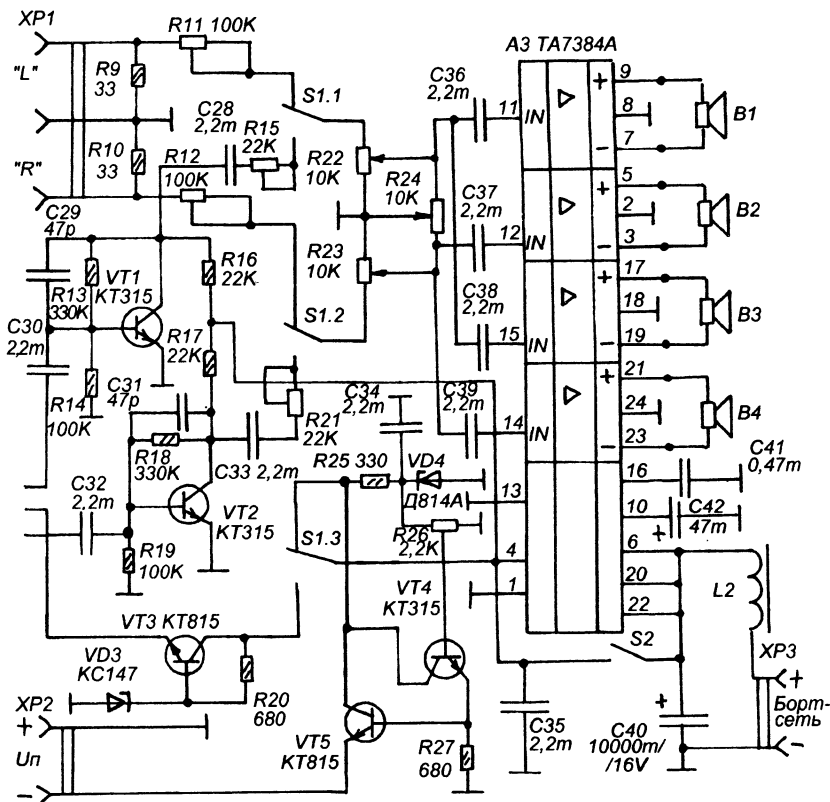 XP1
R11 100K
A3 TA7384A
"L"
R9
33
S1.1
C36
2,2m
11
IN
+
9
8
–
7
B1
C28
2,2m
R15
22K
"R"
R10
33
R12
100K
R22
10K
R24
10K
C37
2,2m
12
IN
+
5
2
–
3
B2
C29
47p
R16
22K
R23
10K
+
17
18
–
19
B3
R13
330K
VT1
KT315
S1.2
C38
2,2m
15
IN
C30
2,2m
R17
22K
R14
100K
C31
47p
R21
22K
C34
2,2m
C39
2,2m
14
IN
+
21
24
–
23
B4
R18
330K
C33 2,2m
R25 330
VD4
Д814А
13
16
C41
0,47m
C32
2,2m
VT2
KT315
R26
2,2K
10
+
C42
47m
R19
100K
S1.3
4
6
VT4
KT315
1
20
22
L2
VT3 KT815
S2
VD3
KC147
R20
680
XP3
+
Борт-
сеть
–
XP2
+
Uп
–
VT5
KT815
R27
680
C35
2,2m
+
C40
10000m/
/16V